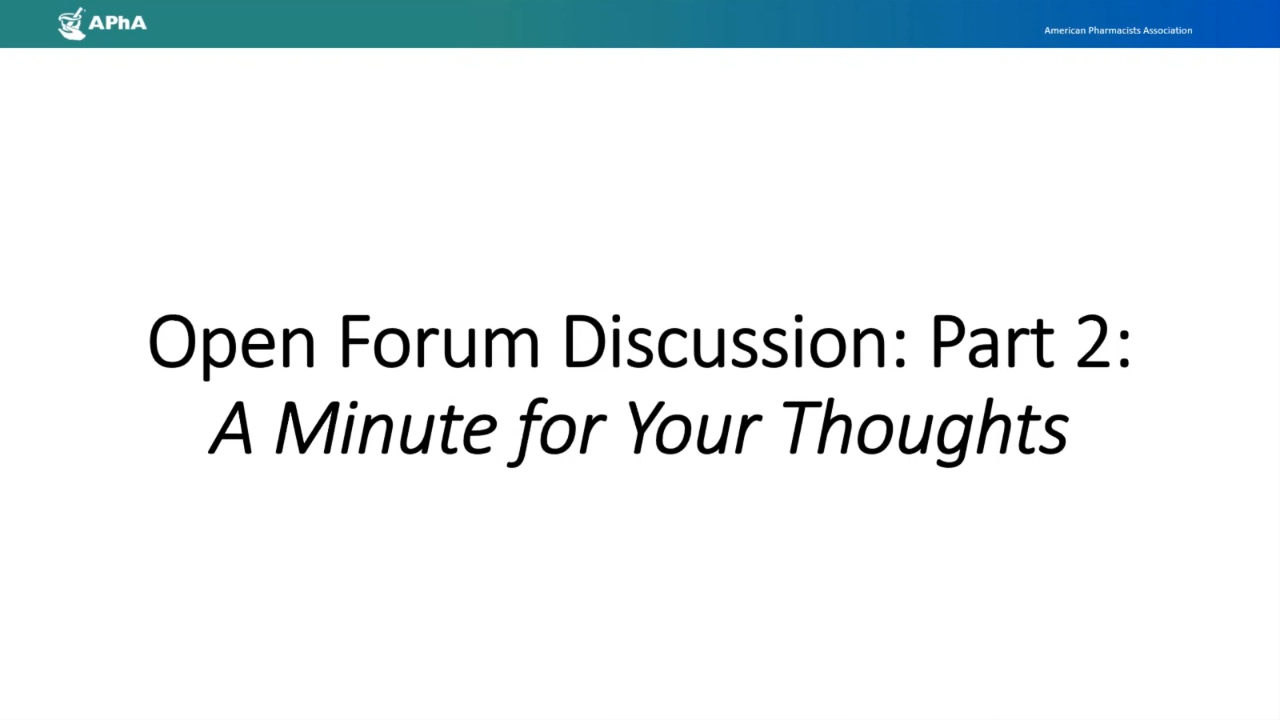 APhA
American Pharmacists Association
Open Forum Discussion: Part 2:
A Minute for Your Thoughts